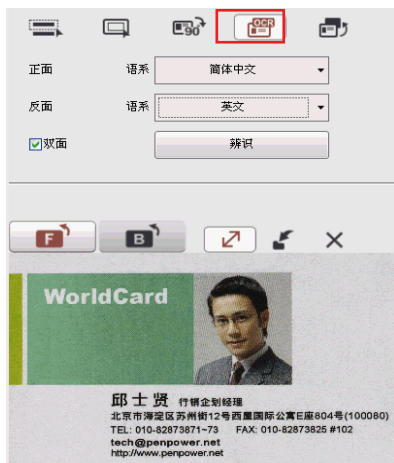 90°
OCR
正面 语系 简体中文
反面 语系 英文
双面 辨识
F B
WorldCard
邱士贤 行销企划经理
北京市海淀区苏州街12号西屋国际公寓E座804号(100080)
TEL: 010-82873871~73 FAX: 010-82873825 #102
tech@penpower.net
http://www.penpower.net